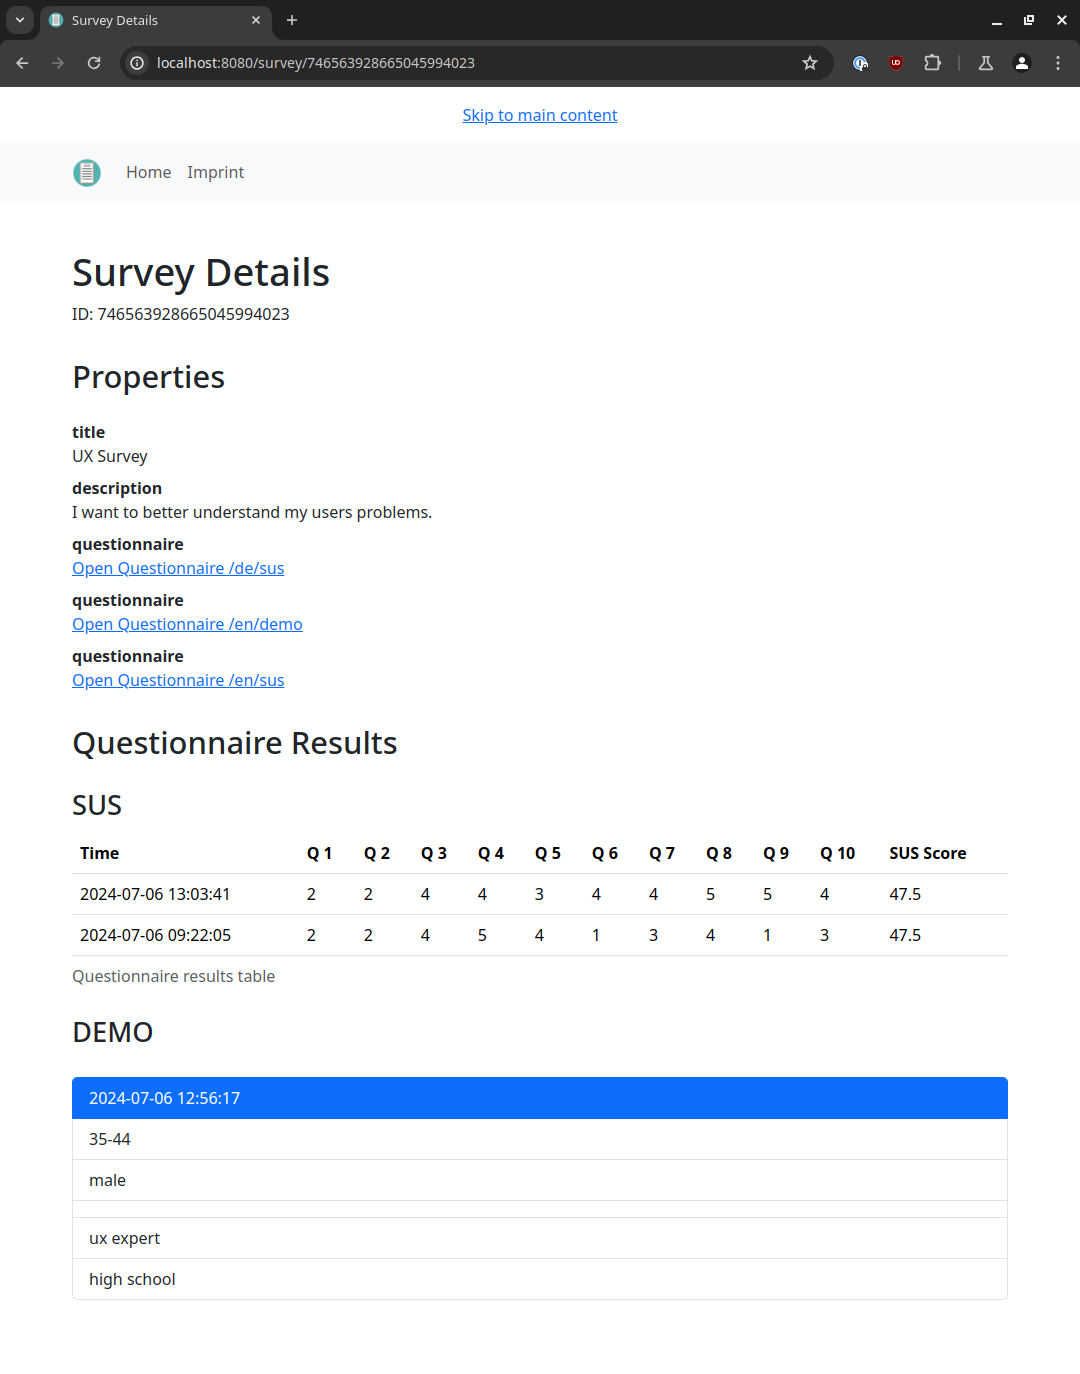 Survey Details
localhost:8080/survey/746563928665045994023
Skip to main content
Home Imprint
Survey Details
ID: 746563928665045994023
Properties
title
UX Survey
description
I want to better understand my users problems.
questionnaire
Open Questionnaire /de/sus
questionnaire
Open Questionnaire /en/demo
questionnaire
Open Questionnaire /en/sus
Questionnaire Results
SUS
Time Q 1 Q 2 Q 3 Q 4 Q 5 Q 6 Q 7 Q 8 Q 9 Q 10 SUS Score
2024-07-06 13:03:41 2 2 4 4 3 4 4 5 5 4 47.5
2024-07-06 09:22:05 2 2 4 5 4 1 3 4 1 3 47.5
Questionnaire results table
DEMO
2024-07-06 12:56:17
35-44
male
ux expert
high school